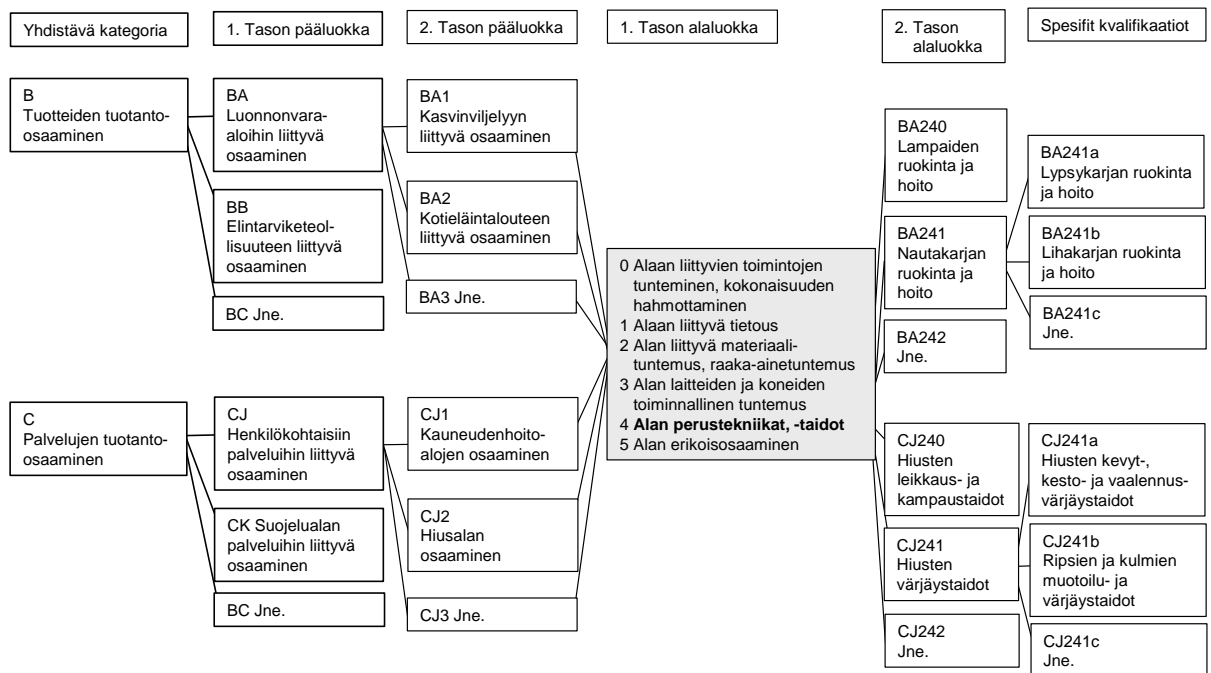 Yhdistävä kategoria
1. Tason pääluokka
2. Tason pääluokka
1. Tason alaluokka
2. Tason
alaluokka
Spesifit kvalifikaatiot
B
Tuotteiden tuotanto-
osaaminen
BA
Luonnonvara-
aloihin liittyvä
osaaminen
BB
Elintarviketeol-
lisuuteen liittyvä
osaaminen
BC Jne.
BA1
Kasvinviljelyyn
liittyvä osaaminen
BA2
Kotieläintalouteen
liittyvä osaaminen
BA3 Jne.
C
Palvelujen tuotanto-
osaaminen
CJ
Henkilökohtaisiin
palveluihin liittyvä
osaaminen
CK Suojelualan
palveluihin liittyvä
osaaminen
BC Jne.
CJ1
Kauneudenhoito-
alojen osaaminen
CJ2
Hiusalan
osaaminen
CJ3 Jne.
0 Alaan liittyvien toimintojen
tunteminen, kokonaisuuden
hahmottaminen
1 Alaan liittyvä tietous
2 Alan liittyvä materiaali-
tuntemus, raaka-ainetuntemus
3 Alan laitteiden ja koneiden
toiminnallinen tuntemus
4 Alan perustekniikat, -taidot
5 Alan erikoisosaaminen
BA240
Lampaiden
ruokinta ja
hoito
BA241
Nautakarjan
ruokinta ja
hoito
BA242
Jne.
BA241a
Lypsykarjan ruokinta
ja hoito
BA241b
Lihakarjan ruokinta
ja hoito
BA241c
Jne.
CJ240
Hiusten
leikkaus- ja
kampaustaidot
CJ241
Hiusten
värjäystaidot
CJ242
Jne.
CJ241a
Hiusten kevyt-,
kesto- ja vaalennus-
värjäystaidot
CJ241b
Ripsien ja kulmien
muotoilu- ja
värjäystaidot
CJ241c
Jne.